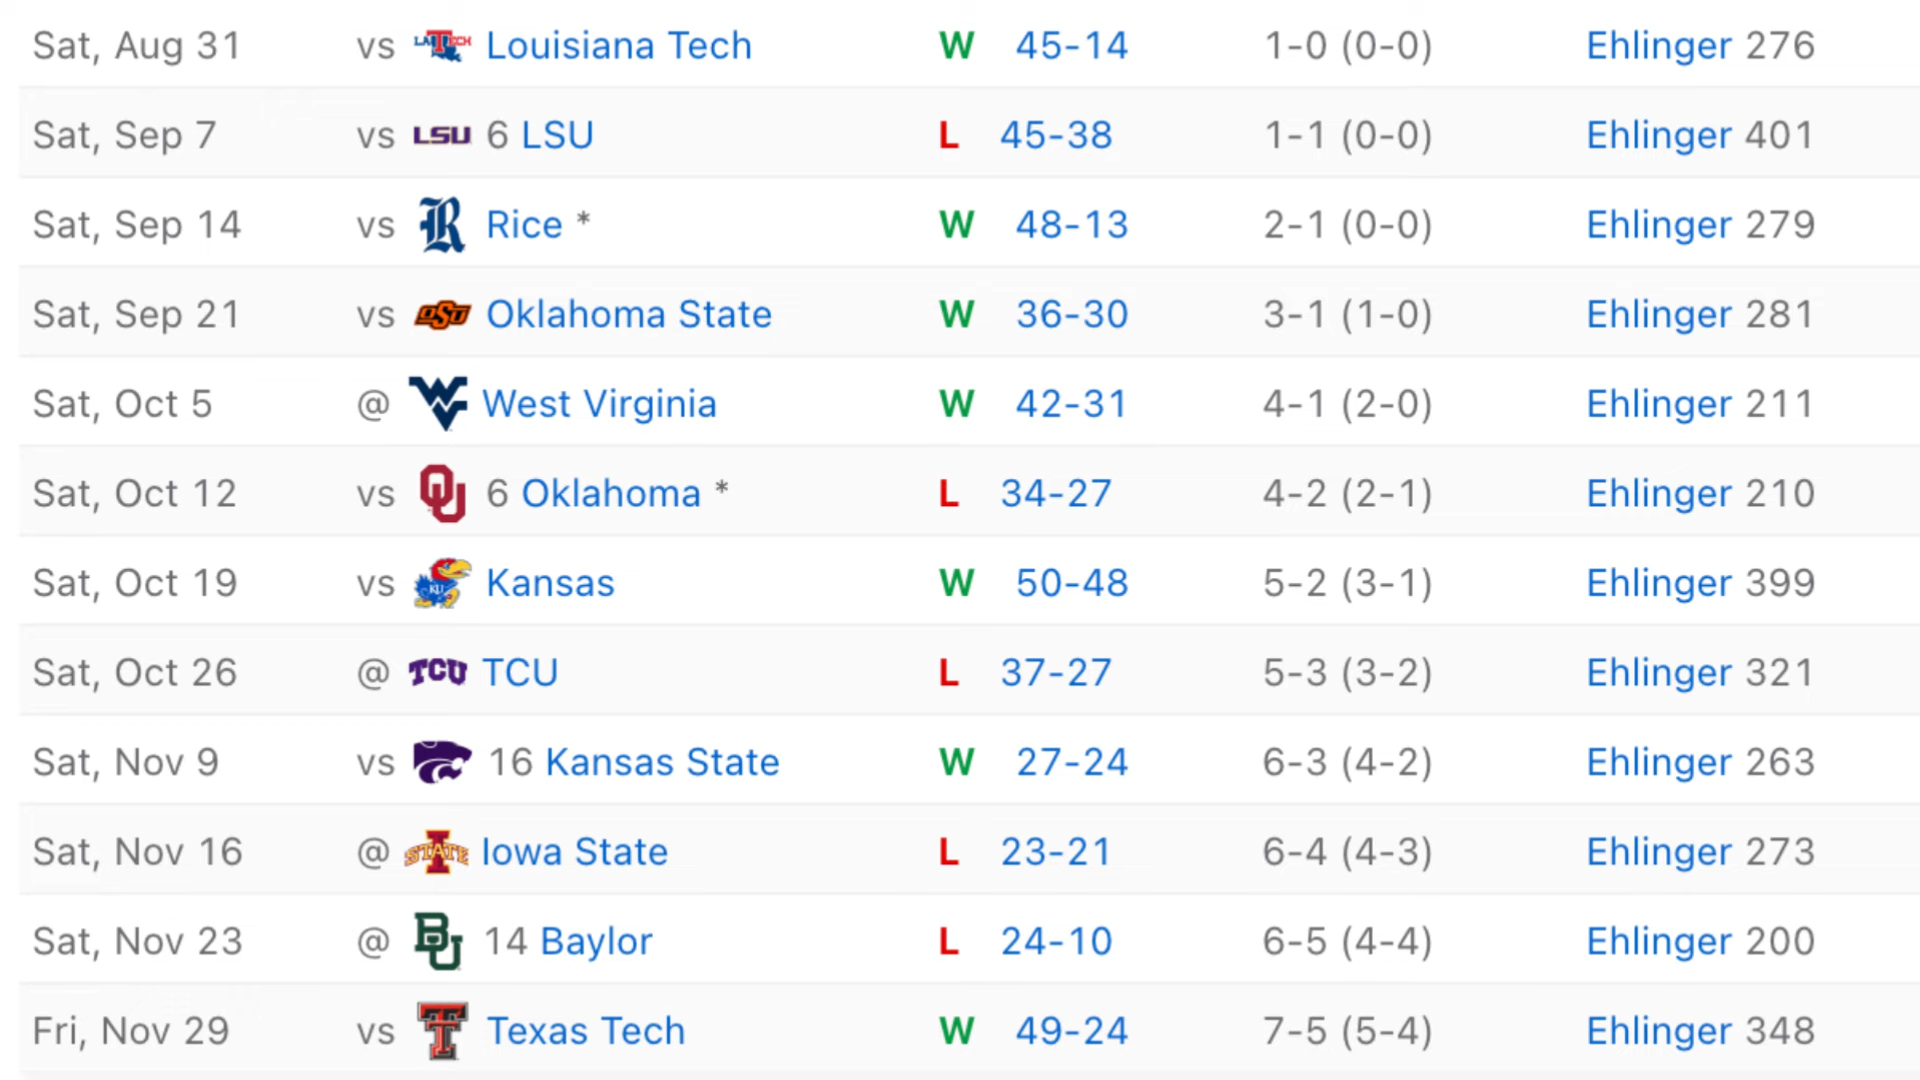 Sat, Aug 31 vs LA TECH Louisiana Tech W 45-14 1-0 (0-0) Ehlinger 276
Sat, Sep 7 vs LSU 6 LSU L 45-38 1-1 (0-0) Ehlinger 401
Sat, Sep 14 vs R Rice * W 48-13 2-1 (0-0) Ehlinger 279
Sat, Sep 21 vs OSU Oklahoma State W 36-30 3-1 (1-0) Ehlinger 281
Sat, Oct 5 @ WV West Virginia W 42-31 4-1 (2-0) Ehlinger 211
Sat, Oct 12 vs OU 6 Oklahoma * L 34-27 4-2 (2-1) Ehlinger 210
Sat, Oct 19 vs KU Kansas W 50-48 5-2 (3-1) Ehlinger 399
Sat, Oct 26 @ TCU TCU L 37-27 5-3 (3-2) Ehlinger 321
Sat, Nov 9 vs 16 Kansas State W 27-24 6-3 (4-2) Ehlinger 263
Sat, Nov 16 @ I STATE Iowa State L 23-21 6-4 (4-3) Ehlinger 273
Sat, Nov 23 @ BU 14 Baylor L 24-10 6-5 (4-4) Ehlinger 200
Fri, Nov 29 vs TT Texas Tech W 49-24 7-5 (5-4) Ehlinger 348